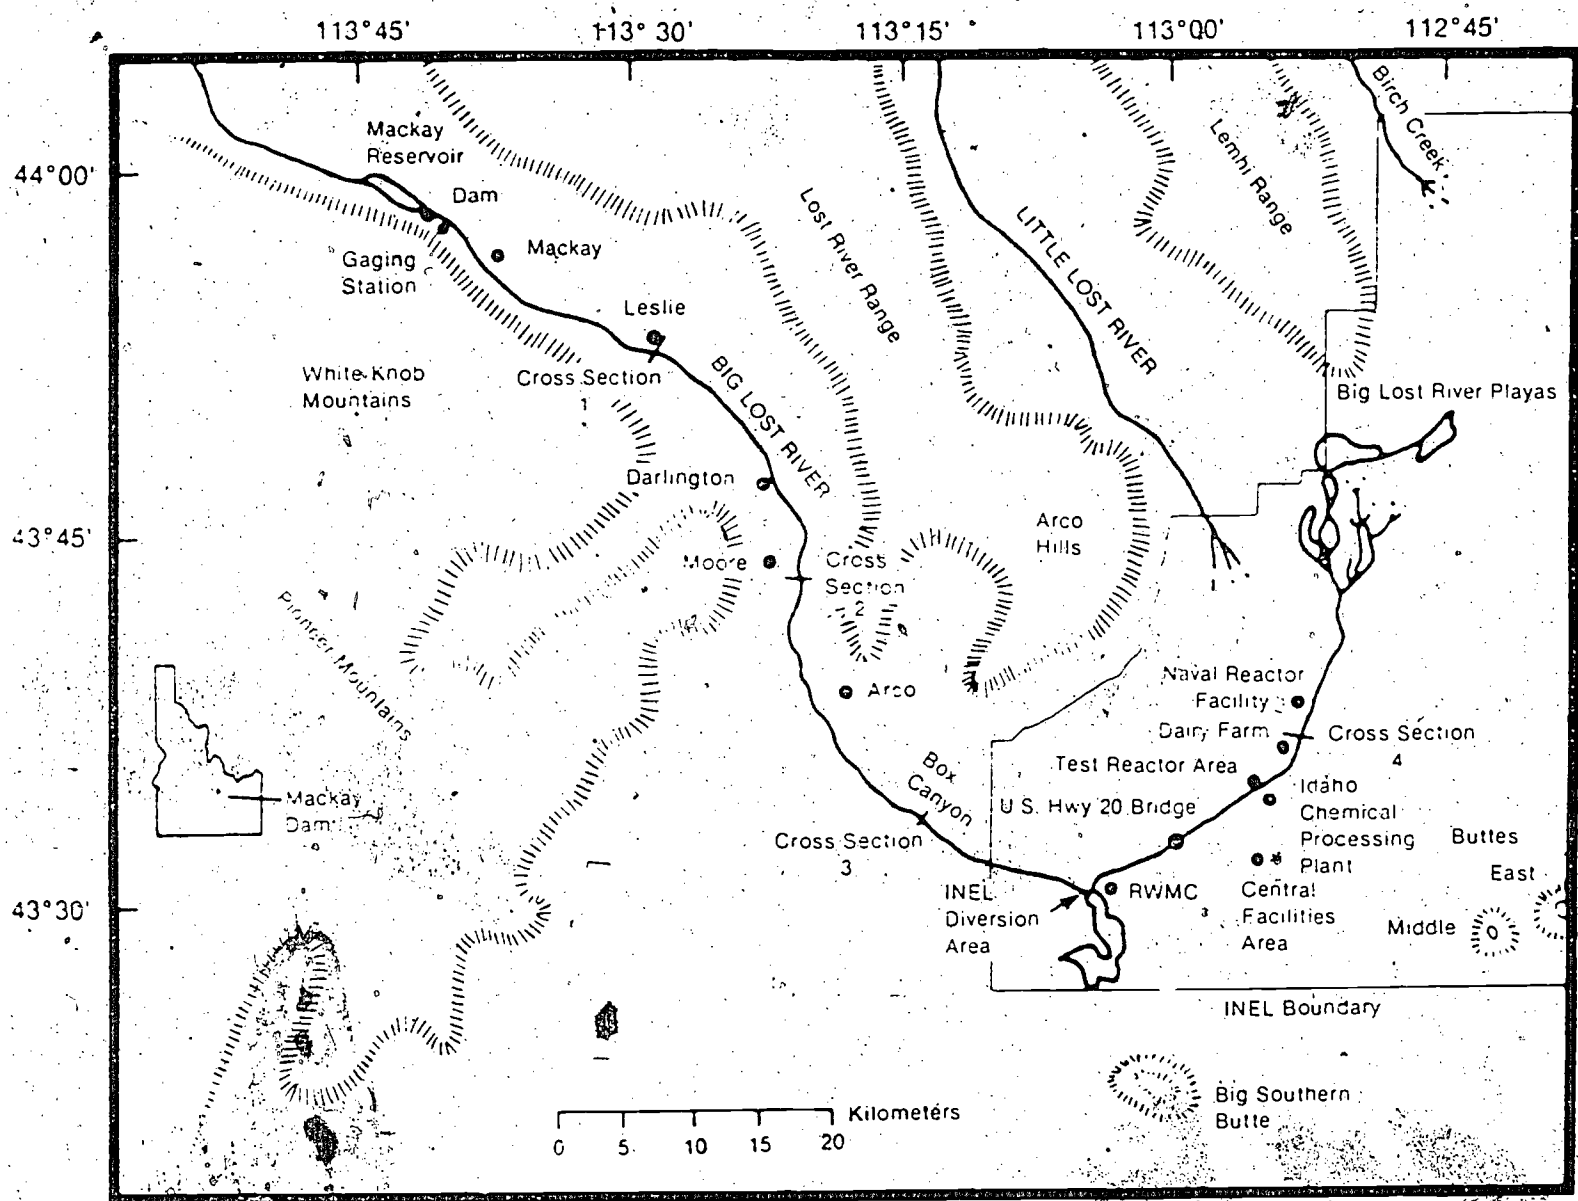 113°45'
113°30'
113°15'
113°00'
112°45'
44°00'
43°45'
43°30'
Mackay
Reservoir
Dam
Mackay
Gaging
Station
Leslie
White Knob
Mountains
Cross Section
1
BIG LOST RIVER
Lost River Range
LITTLE LOST RIVER
Lemhi Range
Birch Creek
Big Lost River Playas
Darlington
Moore
Cross
Section
2
Arco
Hills
Pioneer Mountains
Arco
Naval Reactor
Facility
Dairy Farm
Cross Section
4
Test Reactor Area
Box
Canyon
U.S. Hwy 20 Bridge
Idaho
Chemical
Processing
Plant
Mackay
Dam
Cross Section
3
Buttes
East
Middle
INEL
Diversion
Area
RWMC
Central
Facilities
Area
INEL Boundary
Big Southern
Butte
Kilometers
0 5 10 15 20